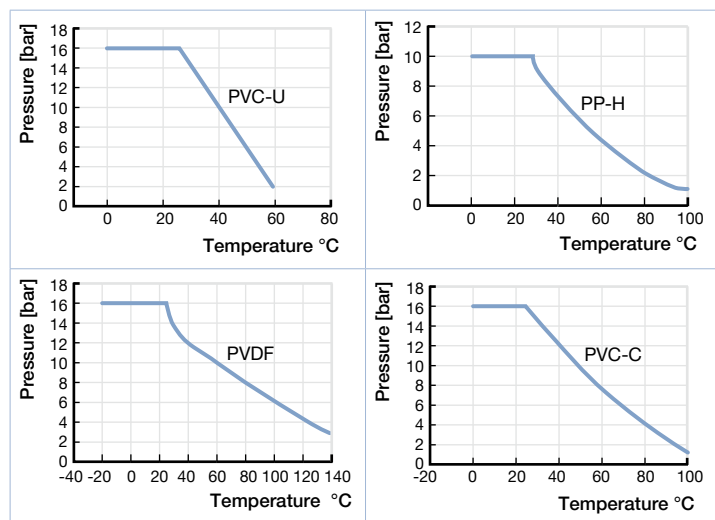 Pressure [bar]
18
16
14
12
10
8
6
4
2
0
PVC-U
0 20 40 60 80
Temperature °C
Pressure [bar]
12
10
8
6
4
2
0
PP-H
0 20 40 60 80 100
Temperature °C
Pressure [bar]
18
16
14
12
10
8
6
4
2
0
PVDF
-40 -20 0 20 40 60 80 100 120 140
Temperature °C
Pressure [bar]
18
16
14
12
10
8
6
4
2
0
PVC-C
-20 0 20 40 60 80 100
Temperature °C